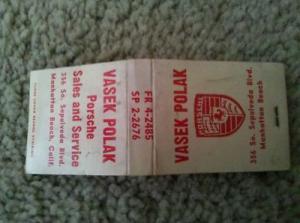 VASEK POLAK
Porsche
Sales and Service
356 So. Sepulveda Blvd.
Manhattan Beach, Calif.
FR 4-2485
SP 2-2676
VASEK POLAK
PORSCHE
356 So. Sepulveda Blvd.
Manhattan Beach